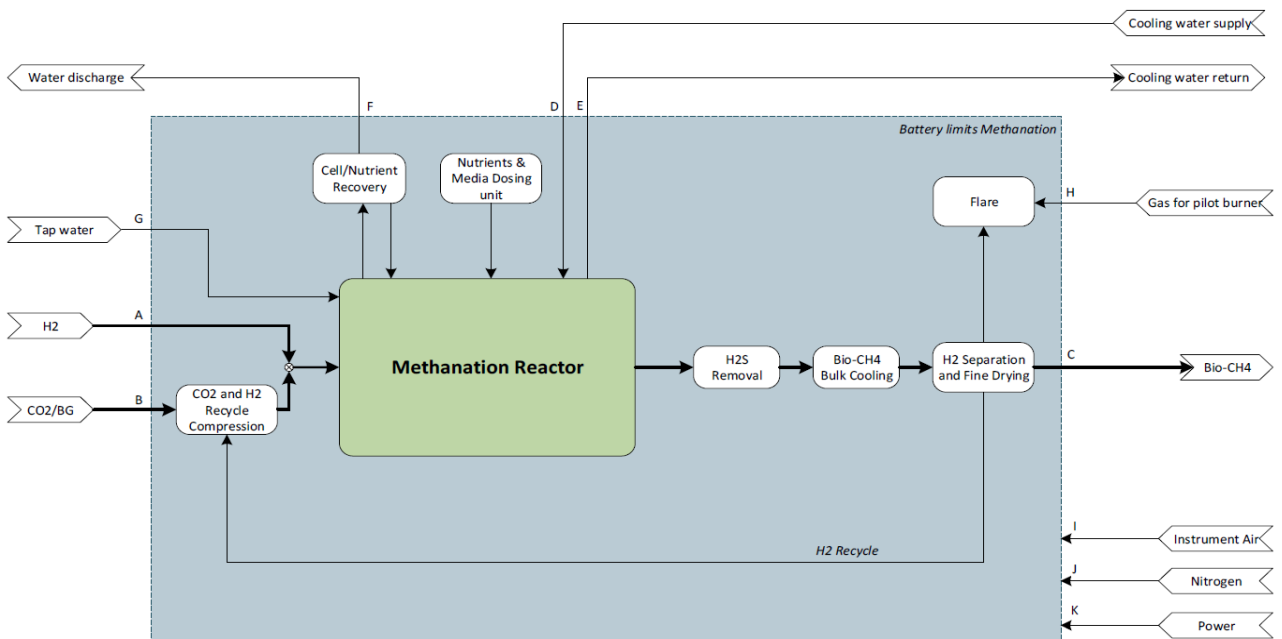 Cooling water supply
Water discharge
Cooling water return
F
D
E
Battery limits Methanation
Cell/Nutrient
Recovery
Nutrients &
Media Dosing
unit
Flare
H
Gas for pilot burner
G
Tap water
A
H2
Methanation Reactor
H2S
Removal
Bio-CH4
Bulk Cooling
H2 Separation
and Fine Drying
C
Bio-CH4
B
CO2/BG
CO2 and H2
Recycle
Compression
H2 Recycle
I
Instrument Air
J
Nitrogen
K
Power